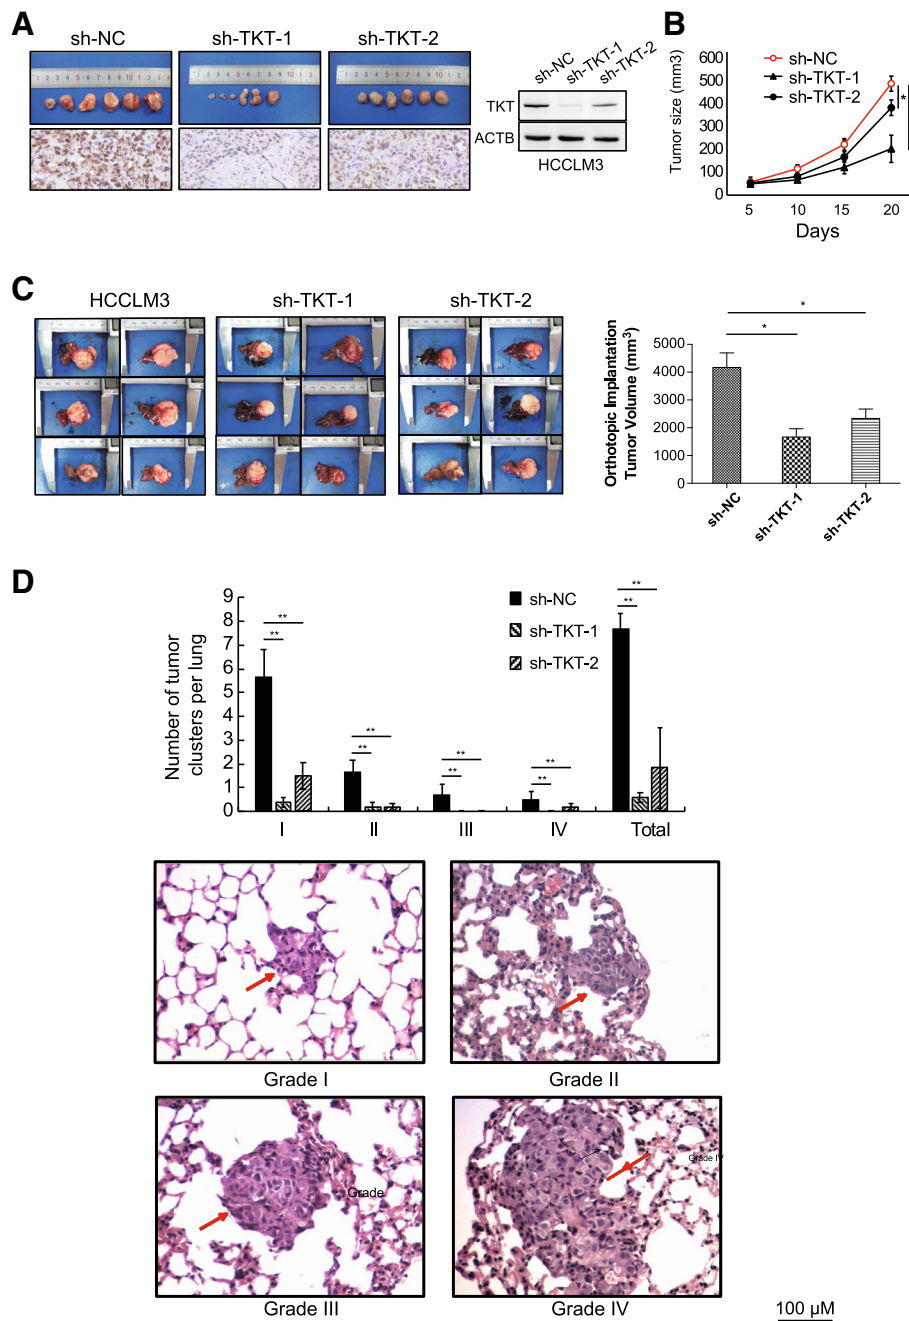 A
sh-NC
sh-TKT-1
sh-TKT-2
sh-NC
sh-TKT-1
sh-TKT-2
TKT
ACTB
HCCLM3
B
Tumor size (mm3)
600
500
400
300
200
100
0
5
10
15
20
Days
sh-NC
sh-TKT-1
sh-TKT-2
*
C
HCCLM3
sh-TKT-1
sh-TKT-2
Orthotopic Implantation
Tumor Volume (mm³)
5000
4000
3000
2000
1000
0
*
*
sh-NC
sh-TKT-1
sh-TKT-2
D
Number of tumor
clusters per lung
9
8
7
6
5
4
3
2
1
0
**
**
**
**
**
**
**
**
**
**
I
II
III
IV
Total
sh-NC
sh-TKT-1
sh-TKT-2
Grade I
Grade II
Grade
Grade IV
Grade III
Grade IV
100 µM